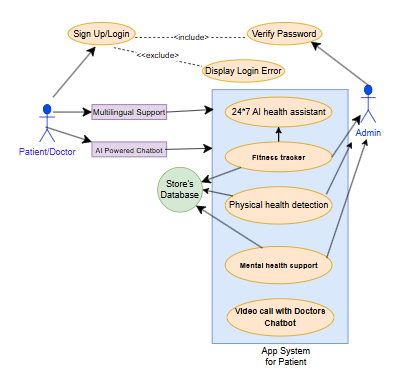 Sign Up/Login
<include>
Verify Password
<<exclude>
Display Login Error
Multilingual Support
24*7 AI health assistant
Admin
Patient/Doctor
AI Powered Chatbot
Fitness tracker
Store's
Database
Physical health detection
Mental health support
Video call with Doctors
Chatbot
App System
for Patient